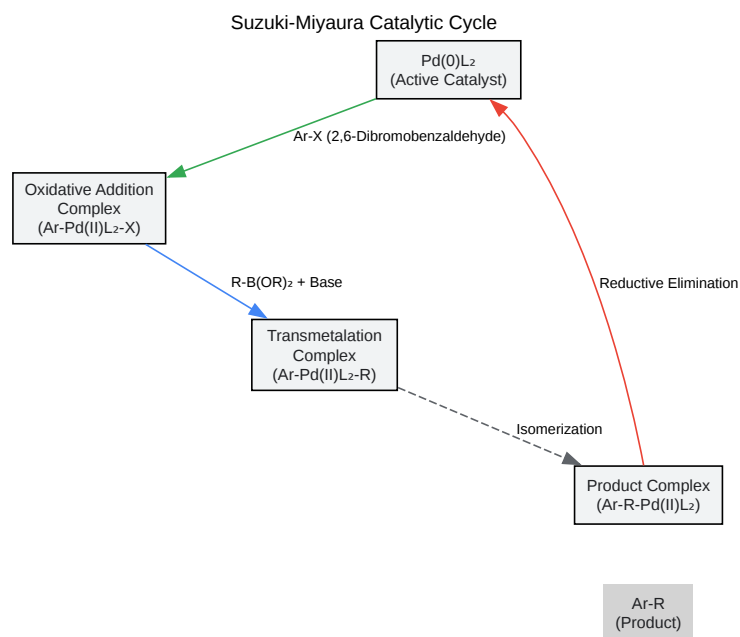 Suzuki-Miyaura Catalytic Cycle
Pd(0)L₂
(Active Catalyst)
Ar-X (2,6-Dibromobenzaldehyde)
Oxidative Addition
Complex
(Ar-Pd(II)L₂-X)
R-B(OR)₂ + Base
Reductive Elimination
Transmetalation
Complex
(Ar-Pd(II)L₂-R)
Isomerization
Product Complex
(Ar-R-Pd(II)L₂)
Ar-R
(Product)